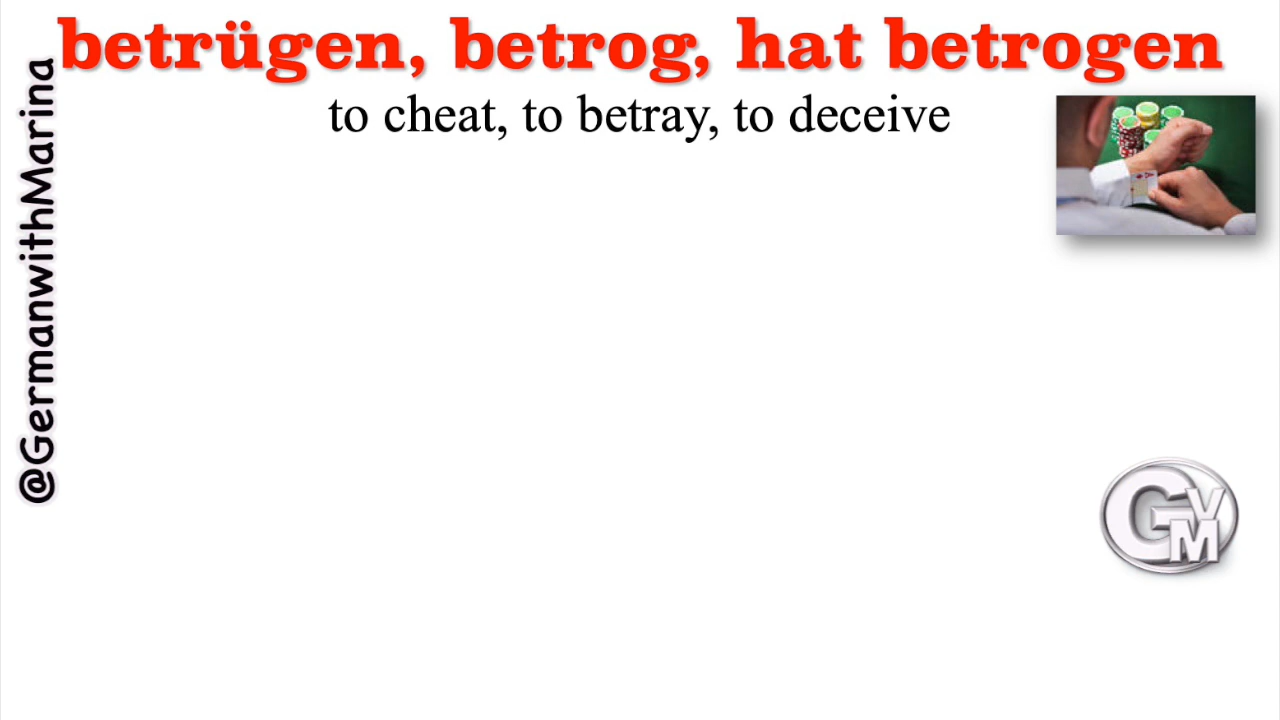 betrügen, betrog, hat betrogen
to cheat, to betray, to deceive
@GermanwithMarina
GVM